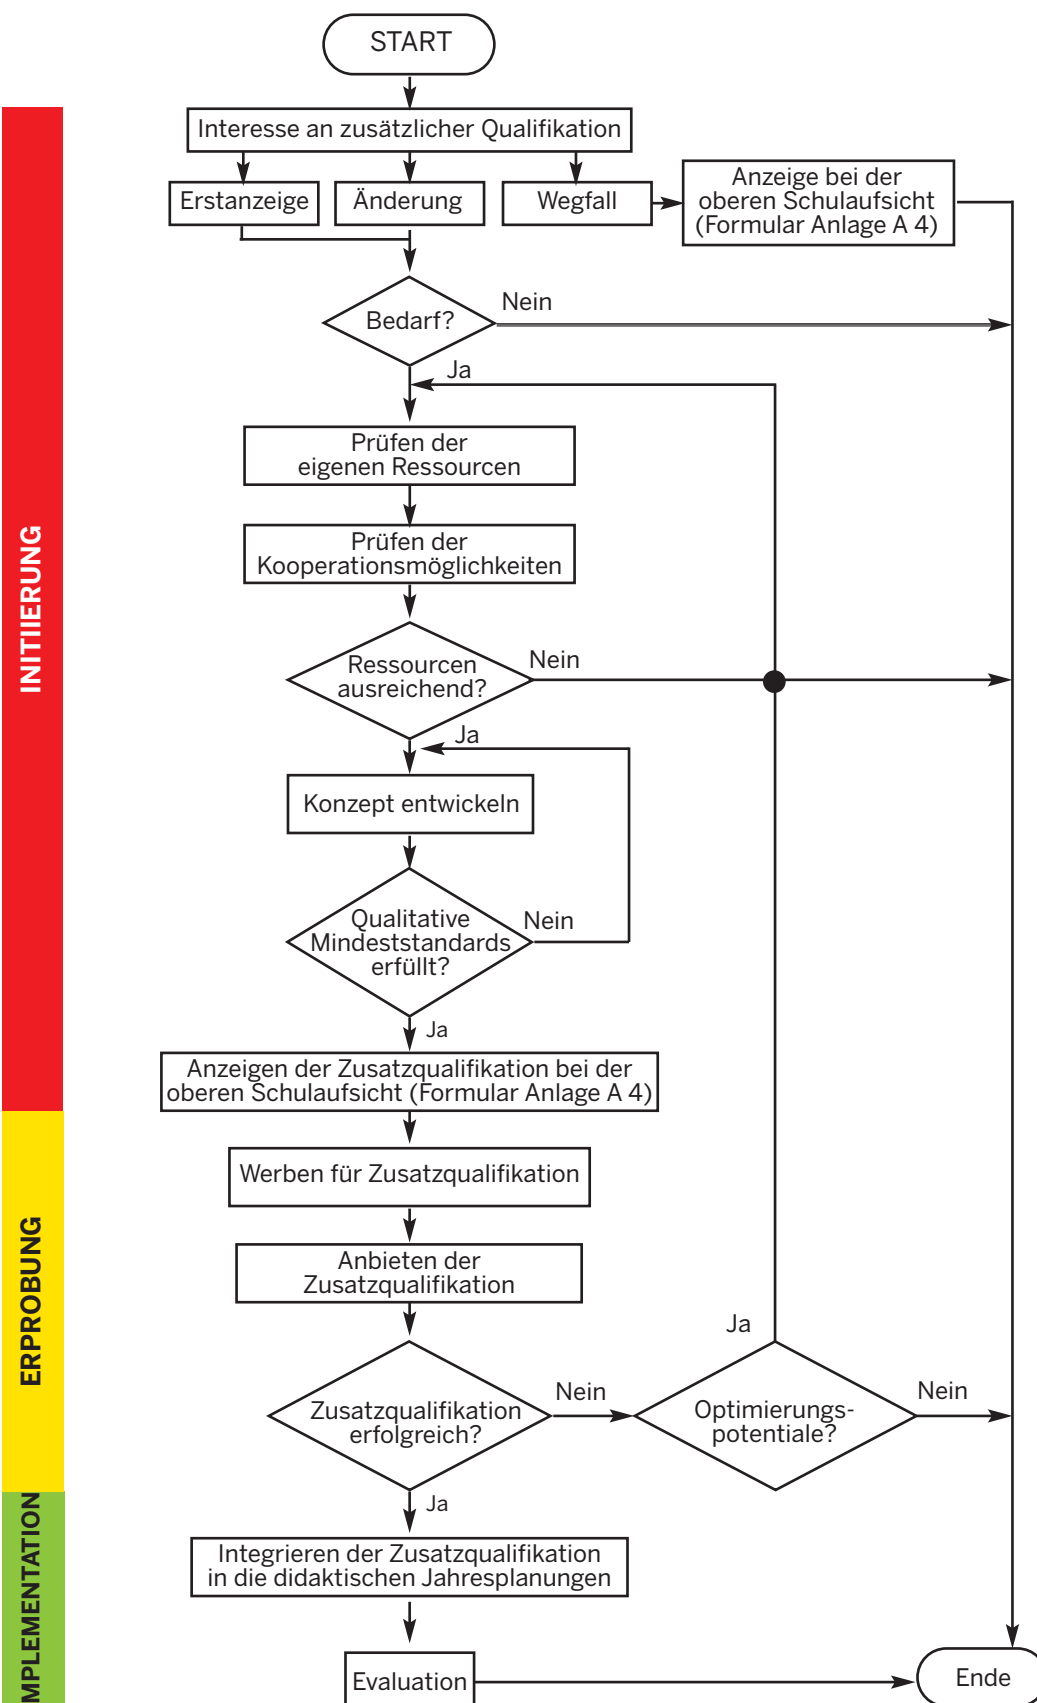 START
Interesse an zusätzlicher Qualifikation
Erstanzeige
Änderung
Wegfall
Anzeige bei der
oberen Schulaufsicht
(Formular Anlage A 4)
Bedarf?
Nein
Ja
Prüfen der
eigenen Ressourcen
Prüfen der
Kooperationsmöglichkeiten
Ressourcen
ausreichend?
Nein
Ja
Konzept entwickeln
Qualitative
Mindeststandards
erfüllt?
Nein
Ja
Anzeigen der Zusatzqualifikation bei der
oberen Schulaufsicht (Formular Anlage A 4)
INITIIERUNG
Werben für Zusatzqualifikation
Anbieten der
Zusatzqualifikation
Zusatzqualifikation
erfolgreich?
Nein
Optimierungs-
potentiale?
Ja
Nein
ERPROBUNG
Ja
Integrieren der Zusatzqualifikation
in die didaktischen Jahresplanungen
Evaluation
Ende
MPLEMENTATION